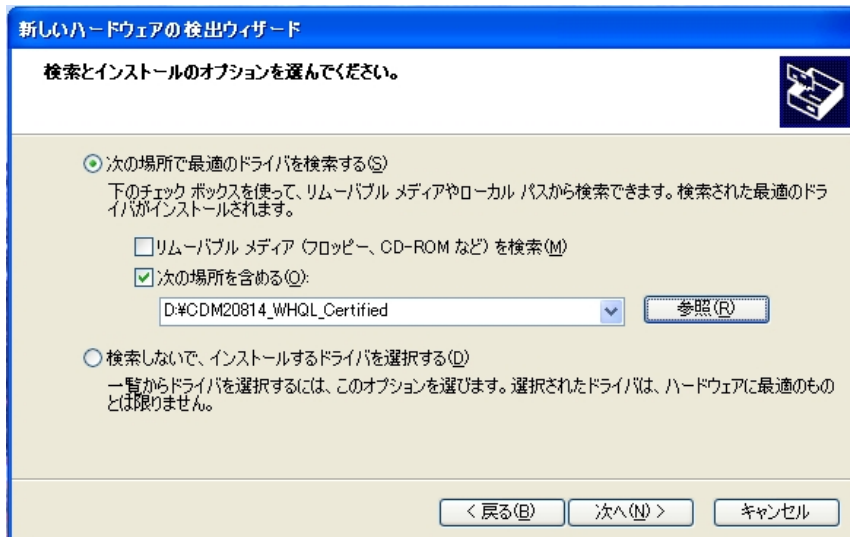 新しいハードウェアの検出ウィザード
検索とインストールのオプションを選んでください。
次の場所で最適のドライバを検索する(S)
下のチェック ボックスを使って、リムーバブル メディアやローカル パスから検索できます。検索された最適のドラ
イバがインストールされます。
リムーバブル メディア (フロッピー、CD-ROM など) を検索(M)
次の場所を含める(O):
D:¥CDM20814_WHQL_Certified
参照(R)
検索しないで、インストールするドライバを選択する(D)
一覧からドライバを選択するには、このオプションを選びます。選択されたドライバは、ハードウェアに最適のもの
とは限りません。
< 戻る(B)
次へ(N) >
キャンセル